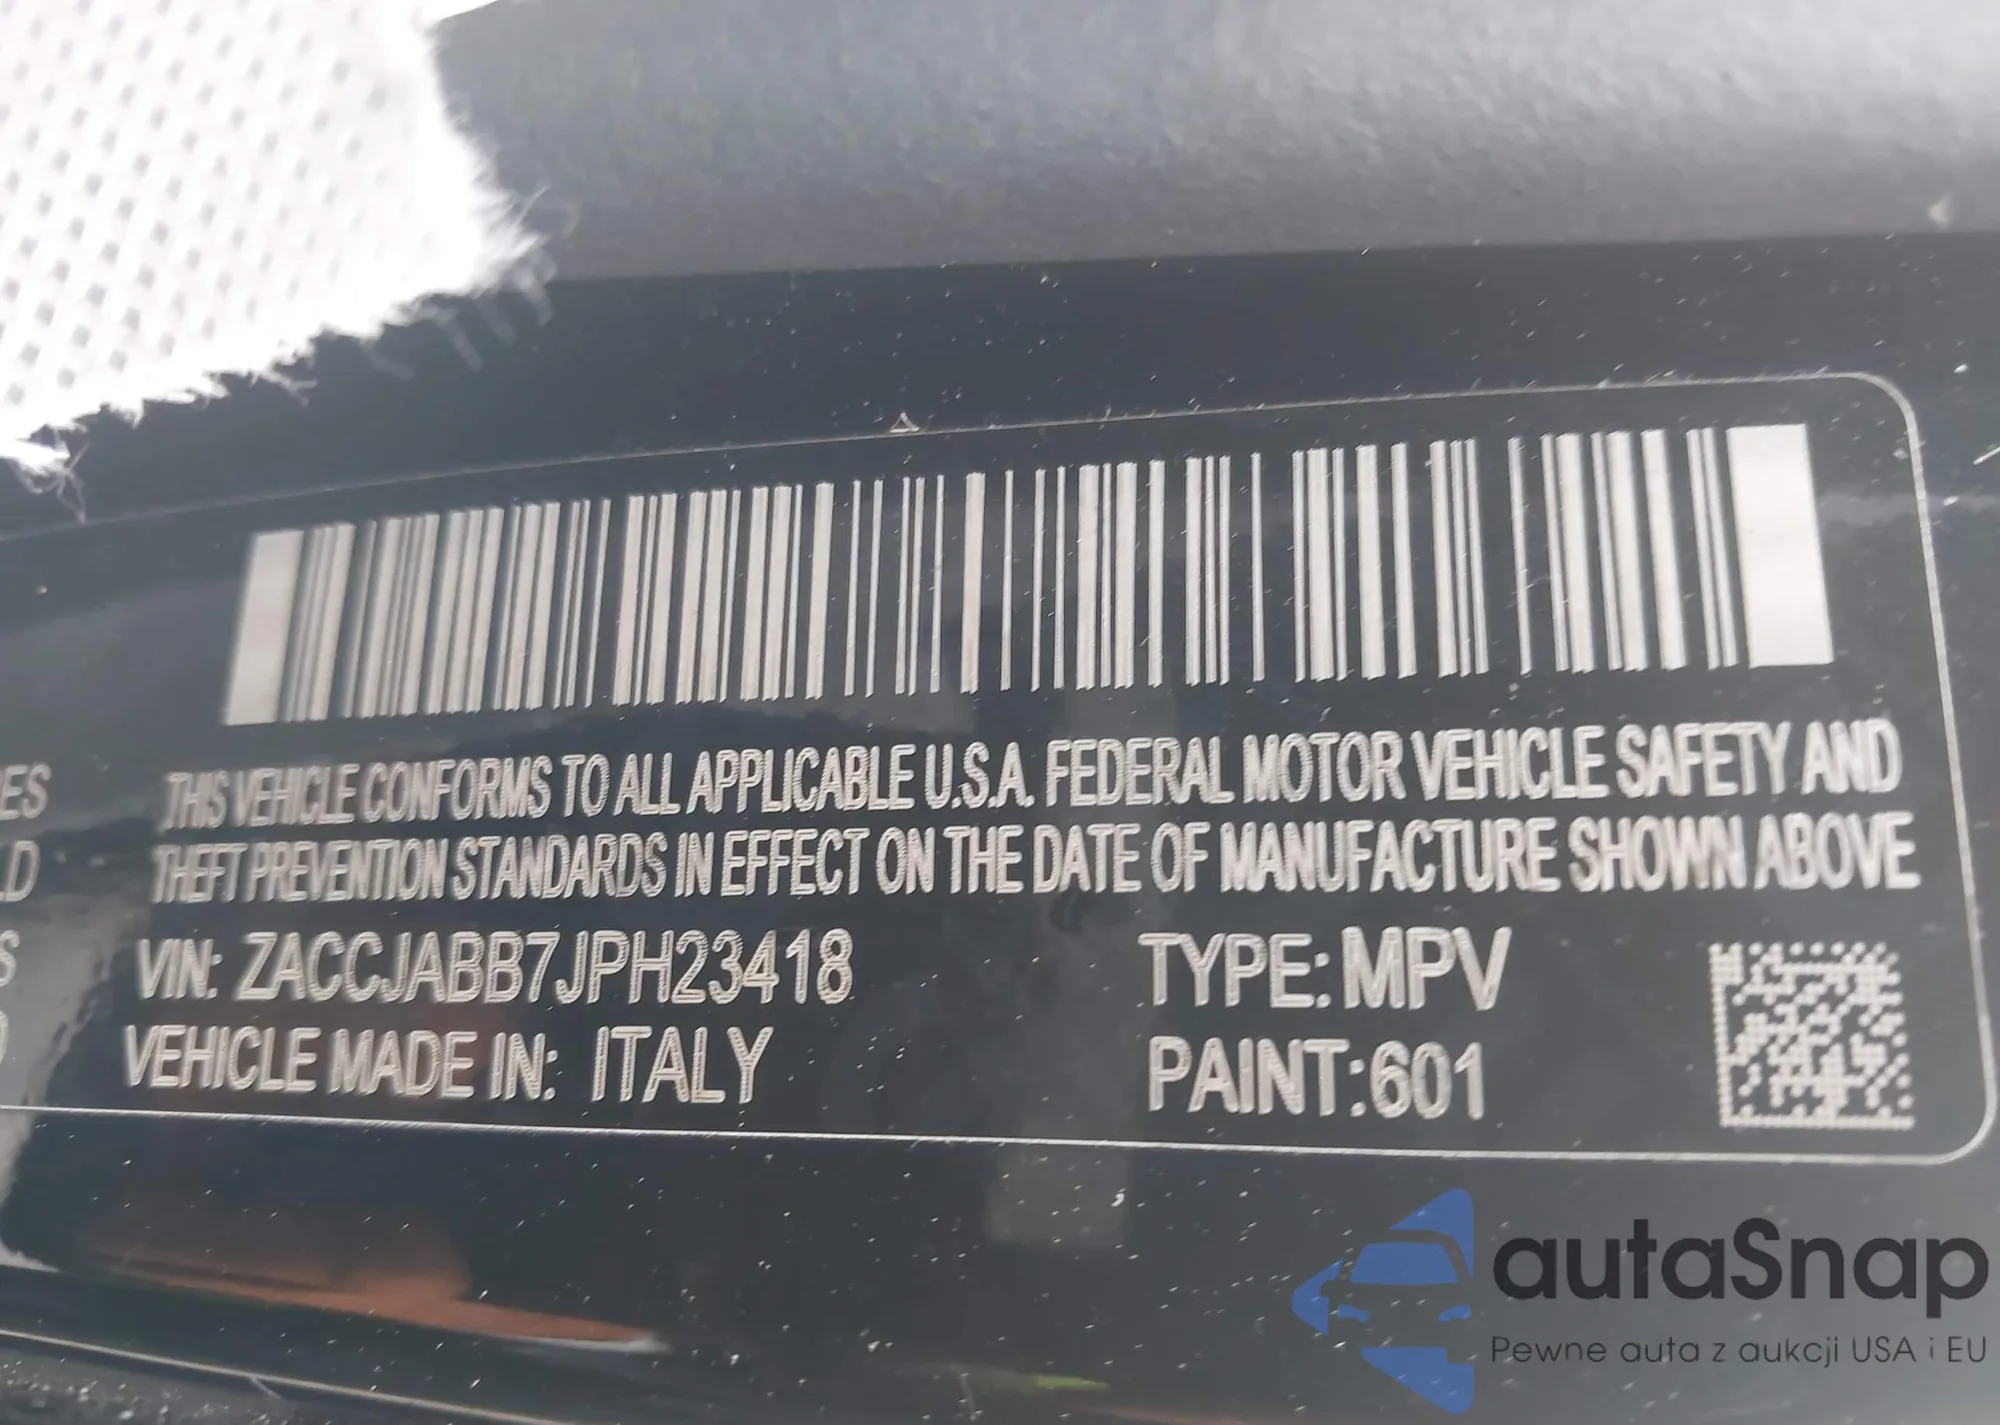 THIS VEHICLE CONFORMS TO ALL APPLICABLE U.S.A. FEDERAL MOTOR VEHICLE SAFETY AND
THEFT PREVENTION STANDARDS IN EFFECT ON THE DATE OF MANUFACTURE SHOWN ABOVE
VIN: ZACCJABB7JPH23418
TYPE: MPV
VEHICLE MADE IN: ITALY
PAINT:601
autaSnap
Pewne auta z aukcji USA i EU